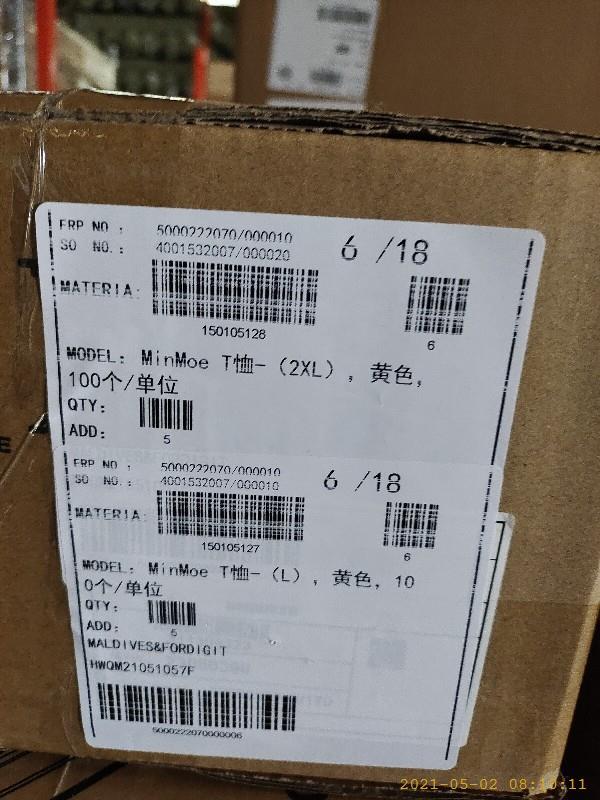 ERP NO : 5000222070/000010
SO NO.: 4001532007/000020
6 /18
MATERIA:
150105128
6
MODEL: MinMoe T恤-（2XL），黄色，
100个/单位
QTY:
ADD:
5
ERP NO : 5000222070/000010
SO NO.: 4001532007/000010
6 /18
MATERIA:
150105127
6
MODEL: MinMoe T恤-（L），黄色，10
0个/单位
QTY:
ADD:
5
MALDIVES&FORDIGIT
HWQM21051057F
5000222070000006
2021-05-02 08:10:11